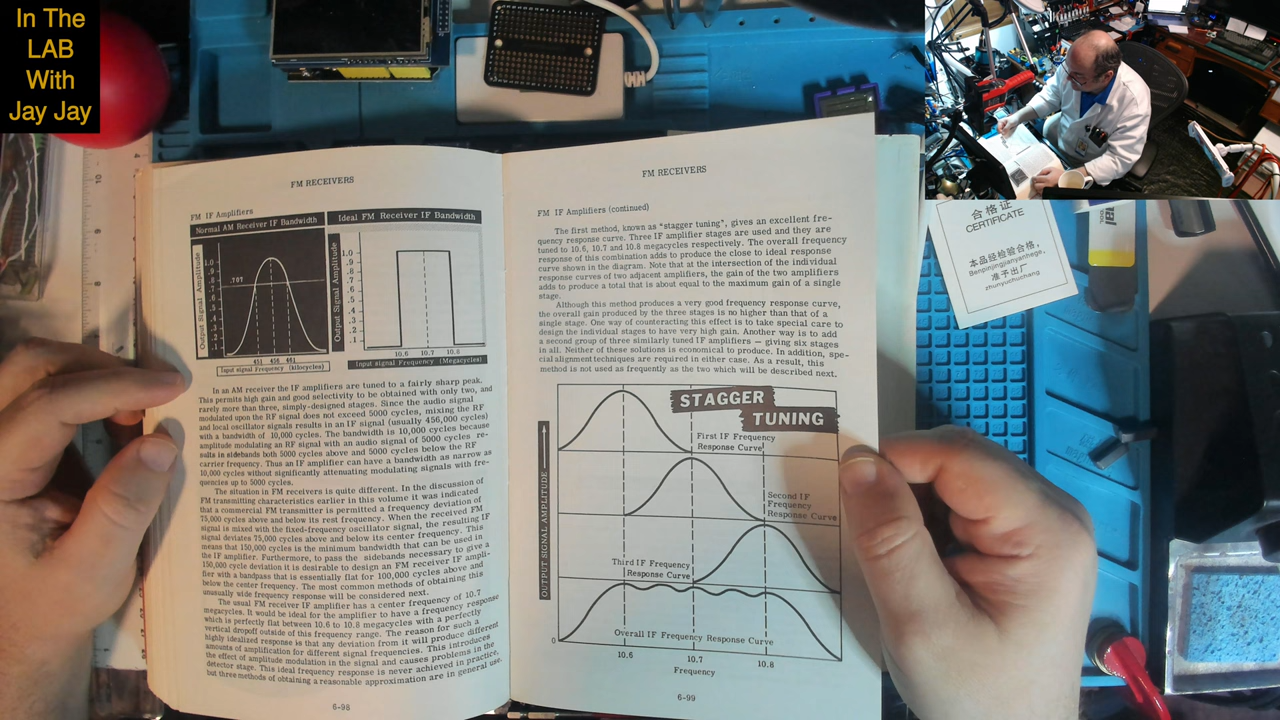 In The
LAB
With
Jay Jay
FM RECEIVERS
FM IF Amplifiers
Normal AM Receiver IF Bandwidth
Ideal FM Receiver IF Bandwidth
Output Signal Amplitude
1.0
.9
.8
.707
.7
.6
.5
.4
.3
.2
.1
451 456 461
Input signal Frequency (kilocycles)
Output Signal Amplitude
1.0
.9
.8
.7
.6
.5
.4
.3
.2
.1
10.6 10.7 10.8
Input signal Frequency (Megacycles)
In an AM receiver the IF amplifiers are tuned to a fairly sharp peak.
This permits high gain and good selectivity to be obtained with only two, and
rarely more than three, simply-designed stages. Since the audio signal
modulated upon the RF signal does not exceed 5000 cycles, mixing the RF
and local oscillator signals results in an IF signal (usually 456,000 cycles)
with a bandwidth of 10,000 cycles. The bandwidth is 10,000 cycles because
amplitude modulating an RF signal with an audio signal of 5000 cycles re-
sults in sidebands both 5000 cycles above and 5000 cycles below the RF
carrier frequency. Thus an IF amplifier can have a bandwidth as narrow as
10,000 cycles without significantly attenuating modulating signals with fre-
quencies up to 5000 cycles.
The situation in FM receivers is quite different. In the discussion of
FM transmitting characteristics earlier in this volume it was indicated
that a commercial FM transmitter is permitted a frequency deviation of
75,000 cycles above and below its rest frequency. When the received FM
signal is mixed with the fixed-frequency oscillator signal, the resulting IF
signal deviates 75,000 cycles above and below its center frequency. This
means that 150,000 cycles is the minimum bandwidth that can be used in
the IF amplifier. Furthermore, to pass the sidebands necessary to give a
150,000 cycle deviation it is desirable to design an FM receiver IF ampli-
fier with a bandpass that is essentially flat for 100,000 cycles above and
below the center frequency. The most common methods of obtaining this
unusually wide frequency response will be considered next.
The usual FM receiver IF amplifier has a center frequency of 10.7
megacycles. It would be ideal for the amplifier to have a frequency response
which is perfectly flat between 10.6 to 10.8 megacycles with a perfectly
vertical dropoff outside of this frequency range. The reason for such a
highly idealized response is that any deviation from it will produce different
amounts of amplification for different signal frequencies. This introduces
the effect of amplitude modulation in the signal and causes problems in the
detector stage. This ideal frequency response is never achieved in practice,
but three methods of obtaining a reasonable approximation are in general use.
6-98
FM RECEIVERS
FM IF Amplifiers (continued)
The first method, known as "stagger tuning", gives an excellent fre-
quency response curve. Three IF amplifier stages are used and they are
tuned to 10.6, 10.7 and 10.8 megacycles respectively. The overall frequency
response of this combination adds to produce the close to ideal response
curve shown in the diagram. Note that at the intersection of the individual
response curves of two adjacent amplifiers, the gain of the two amplifiers
adds to produce a total that is about equal to the maximum gain of a single
stage.
Although this method produces a very good frequency response curve,
the overall gain produced by the three stages is no higher than that of a
single stage. One way of counteracting this effect is to take special care to
design the individual stages to have very high gain. Another way is to add
a second group of three similarly tuned IF amplifiers — giving six stages
in all. Neither of these solutions is economical to produce. In addition, spe-
cial alignment techniques are required in either case. As a result, this
method is not used as frequently as the two which will be described next.
STAGGER
TUNING
OUTPUT SIGNAL AMPLITUDE
First IF Frequency
Response Curve
Second IF
Frequency
Response Curve
Third IF Frequency
Response Curve
Overall IF Frequency Response Curve
0
10.6 10.7 10.8
Frequency
6-99
合格证
CERTIFICATE
本品经检验合格,
Benpinjingjianyanhege,
准予出厂
zhunyuchuchang